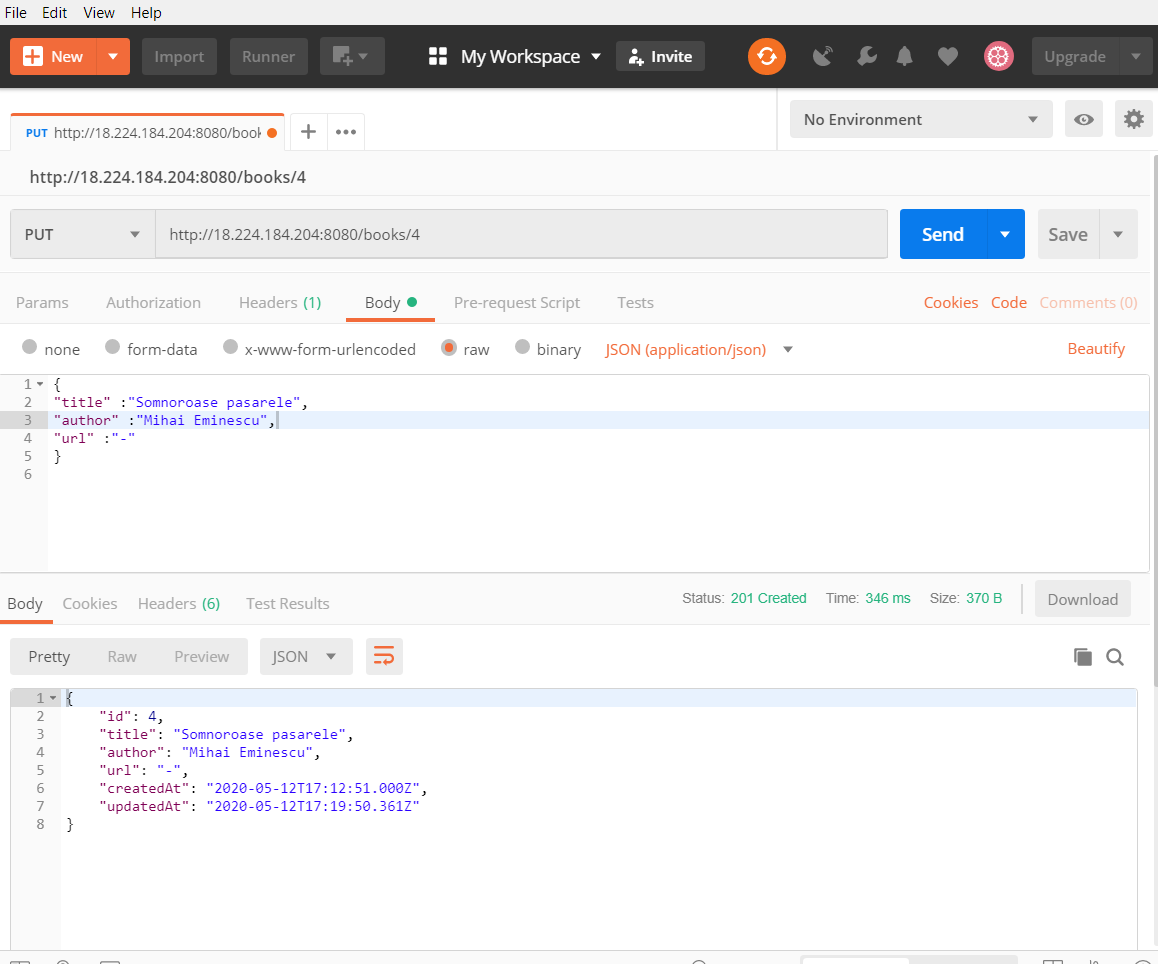 File Edit View Help
New Import Runner My Workspace Invite Upgrade
PUT http://18.224.184.204:8080/book No Environment
http://18.224.184.204:8080/books/4
PUT http://18.224.184.204:8080/books/4 Send Save
Params Authorization Headers (1) Body Pre-request Script Tests Cookies Code Comments (0)
none form-data x-www-form-urlencoded raw binary JSON (application/json) Beautify
1 {
2 "title" :"Somnoroase pasarele",
3 "author" :"Mihai Eminescu",
4 "url" :"-"
5 }
6
Body Cookies Headers (6) Test Results Status: 201 Created Time: 346 ms Size: 370 B Download
Pretty Raw Preview JSON
1 {
2 "id": 4,
3 "title": "Somnoroase pasarele",
4 "author": "Mihai Eminescu",
5 "url": "-",
6 "createdAt": "2020-05-12T17:12:51.000Z",
7 "updatedAt": "2020-05-12T17:19:50.361Z"
8 }